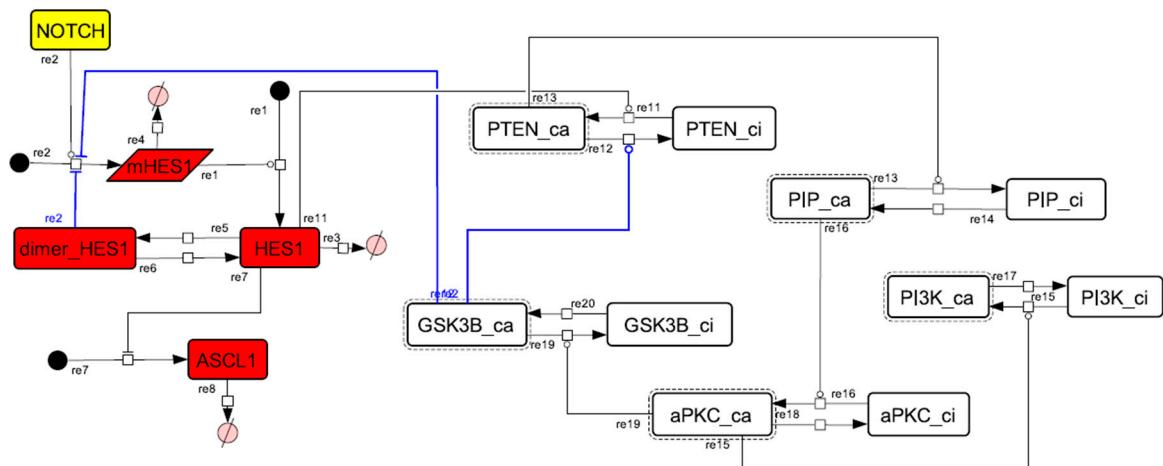 NOTCH
re2
re13
re1
re11
PTEN_ca
PTEN_ci
re12
re4
re2
mHES1
re1
re13
PIP_ca
PIP_ci
re14
re16
re2
re5
re11
dimer_HES1
HES1
re3
re6
re7
re17
PI3K_ca
PI3K_ci
re15
re12
re2
re20
GSK3B_ca
GSK3B_ci
re19
ASCL1
re7
re8
re16
aPKC_ca
aPKC_ci
re19
re18
re15